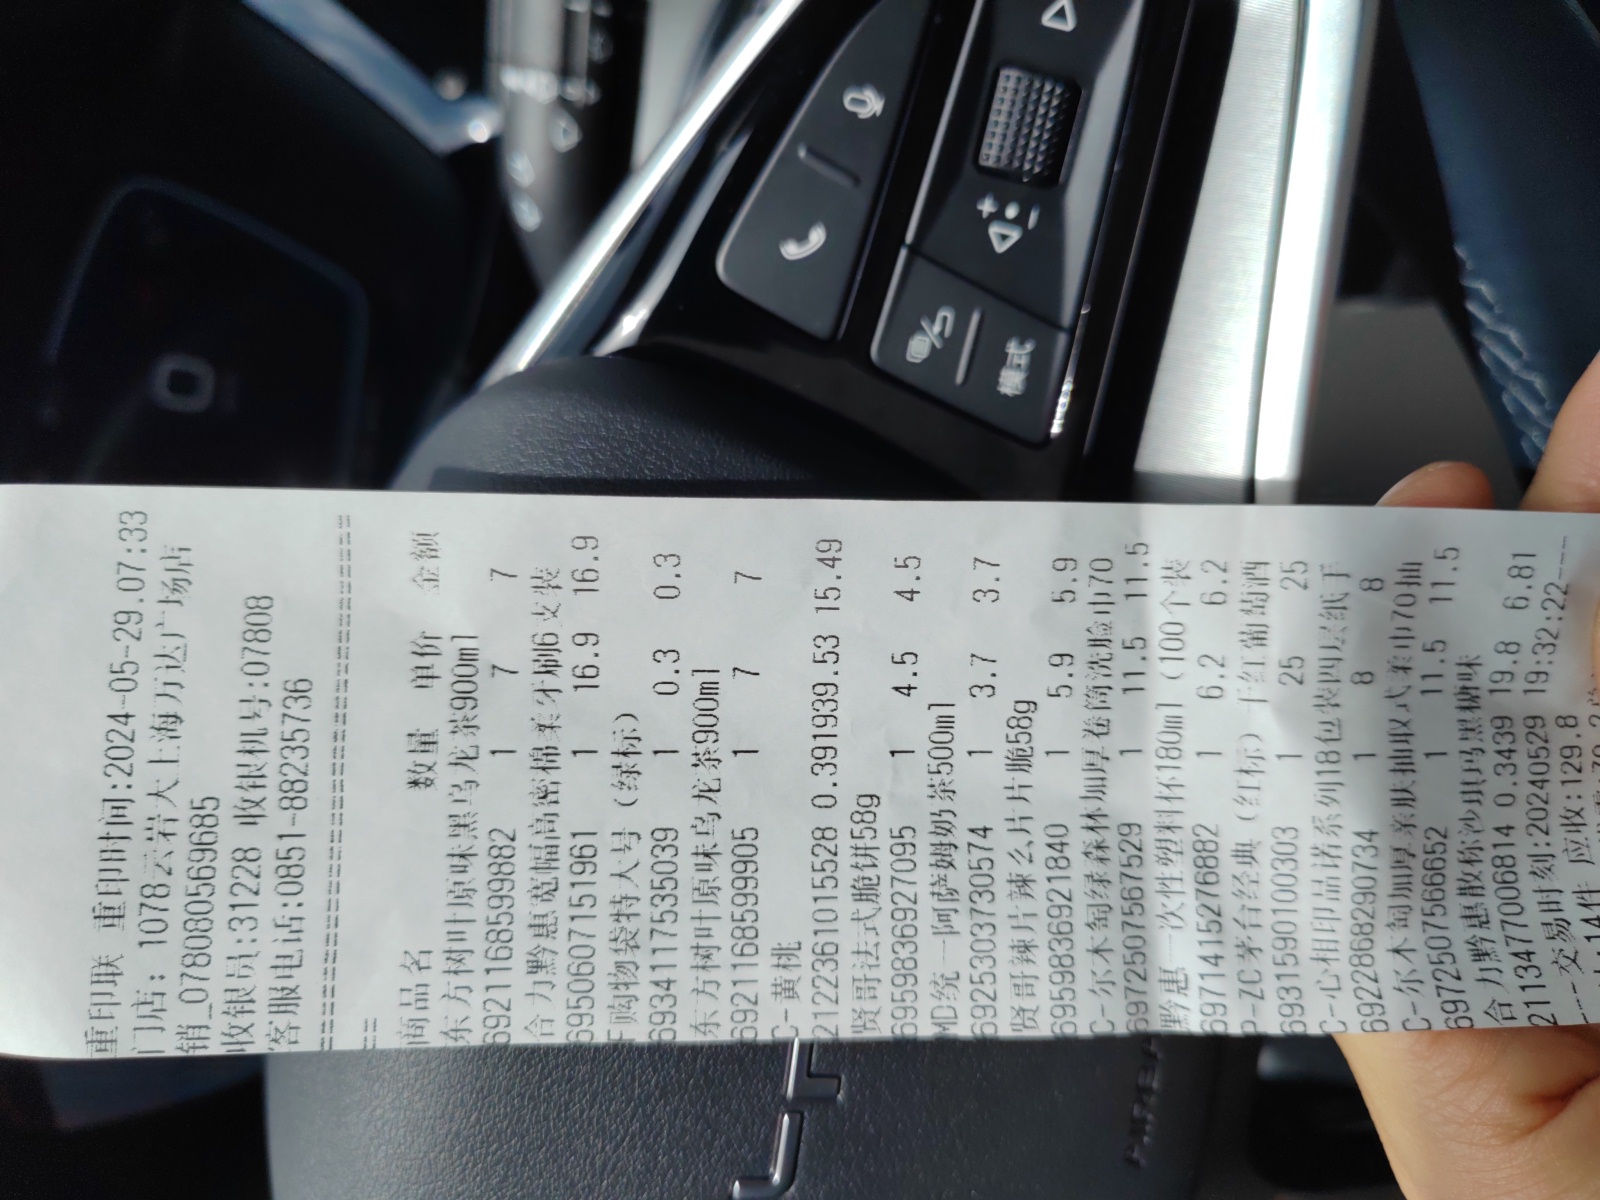 重印联 重印时间:2024-05-29.07:33
门店: 1078云岩大上海万达广场店
销_0780805696​85
收银员:31228 收银机号:07808
客服电话:0851-88235736
商品名 数量 单价 金额
东方树叶原味黑乌龙茶900ml
6921168599882 1 7 7
合力黔惠宽幅高密棉柔牙刷6支装
6950607151961 1 16.9 16.9
F购物袋特大号(绿标)
6934117535039 1 0.3 0.3
东方树叶原味乌龙茶900ml
6921168599905 1 7 7
C-黄桃
2122361015528 0.391939.53 15.49
贤哥法式脆饼58g
6959836927095 1 4.5 4.5
MD统一阿萨姆奶茶500ml
6925303730574 1 3.7 3.7
贤哥辣片辣么片片脆58g
6959836921840 1 5.9 5.9
C-尔木萄绿森林加厚卷筒洗脸巾70
6972507567529 1 11.5 11.5
黔惠一次性塑料杯180ml(100个装
6971411527​6882 1 6.2 6.2
P-ZC茅台经典(红标)干红葡萄酒
6931590100303 1 25 25
C-心相印品诺系列18包装四层纸手
6922868290734 1 8 8
C-尔木萄加厚亲肤抽取式柔巾70抽
6972507566652 1 11.5 11.5
合力黔惠散称沙琪玛黑糖味
2113477006814 0.3439 19.8 6.81
交易时刻:20240529 19:32:22
14件 应收:129.8
模式